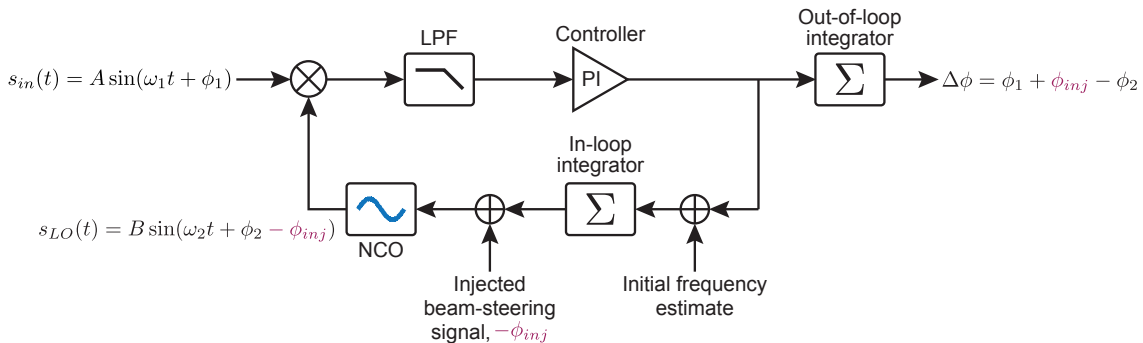 Out-of-loop
integrator
Controller
LPF
PI
Σ
s_{in}(t) = A sin(ω_1 t + ϕ_1)
Δϕ = ϕ_1 + ϕ_{inj} − ϕ_2
In-loop
integrator
Σ
s_{LO}(t) = B sin(ω_2 t + ϕ_2 − ϕ_{inj})
NCO
Injected
beam-steering
signal, −ϕ_{inj}
Initial frequency
estimate